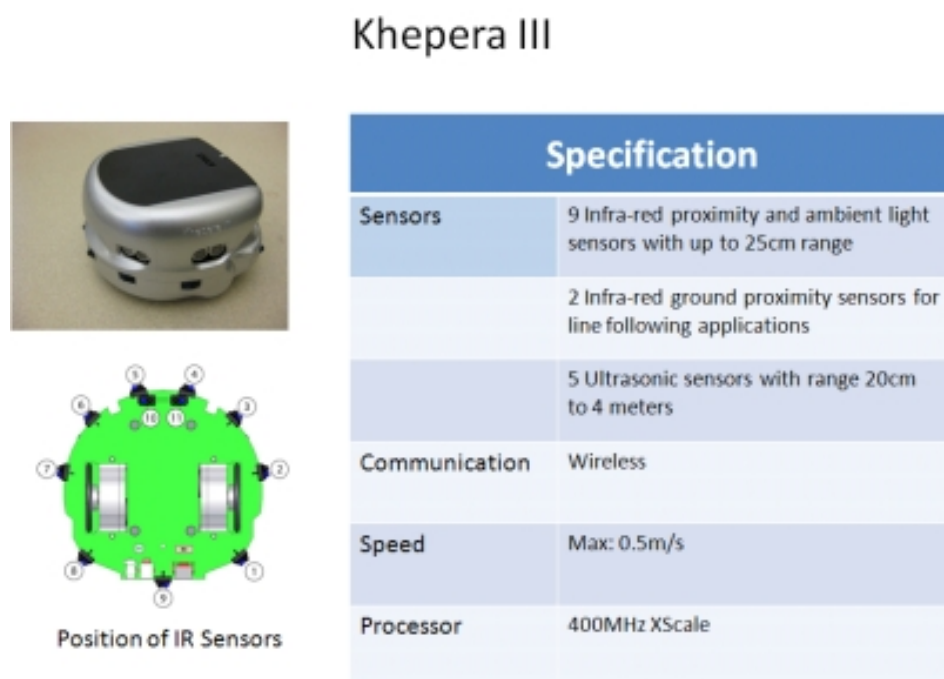 Khepera III
Specification
Sensors
9 Infra-red proximity and ambient light
sensors with up to 25cm range
2 Infra-red ground proximity sensors for
line following applications
5 Ultrasonic sensors with range 20cm
to 4 meters
Communication
Wireless
Speed
Max: 0.5m/s
Processor
400MHz XScale
5
4
6
10
11
3
7
2
8
1
9
Position of IR Sensors